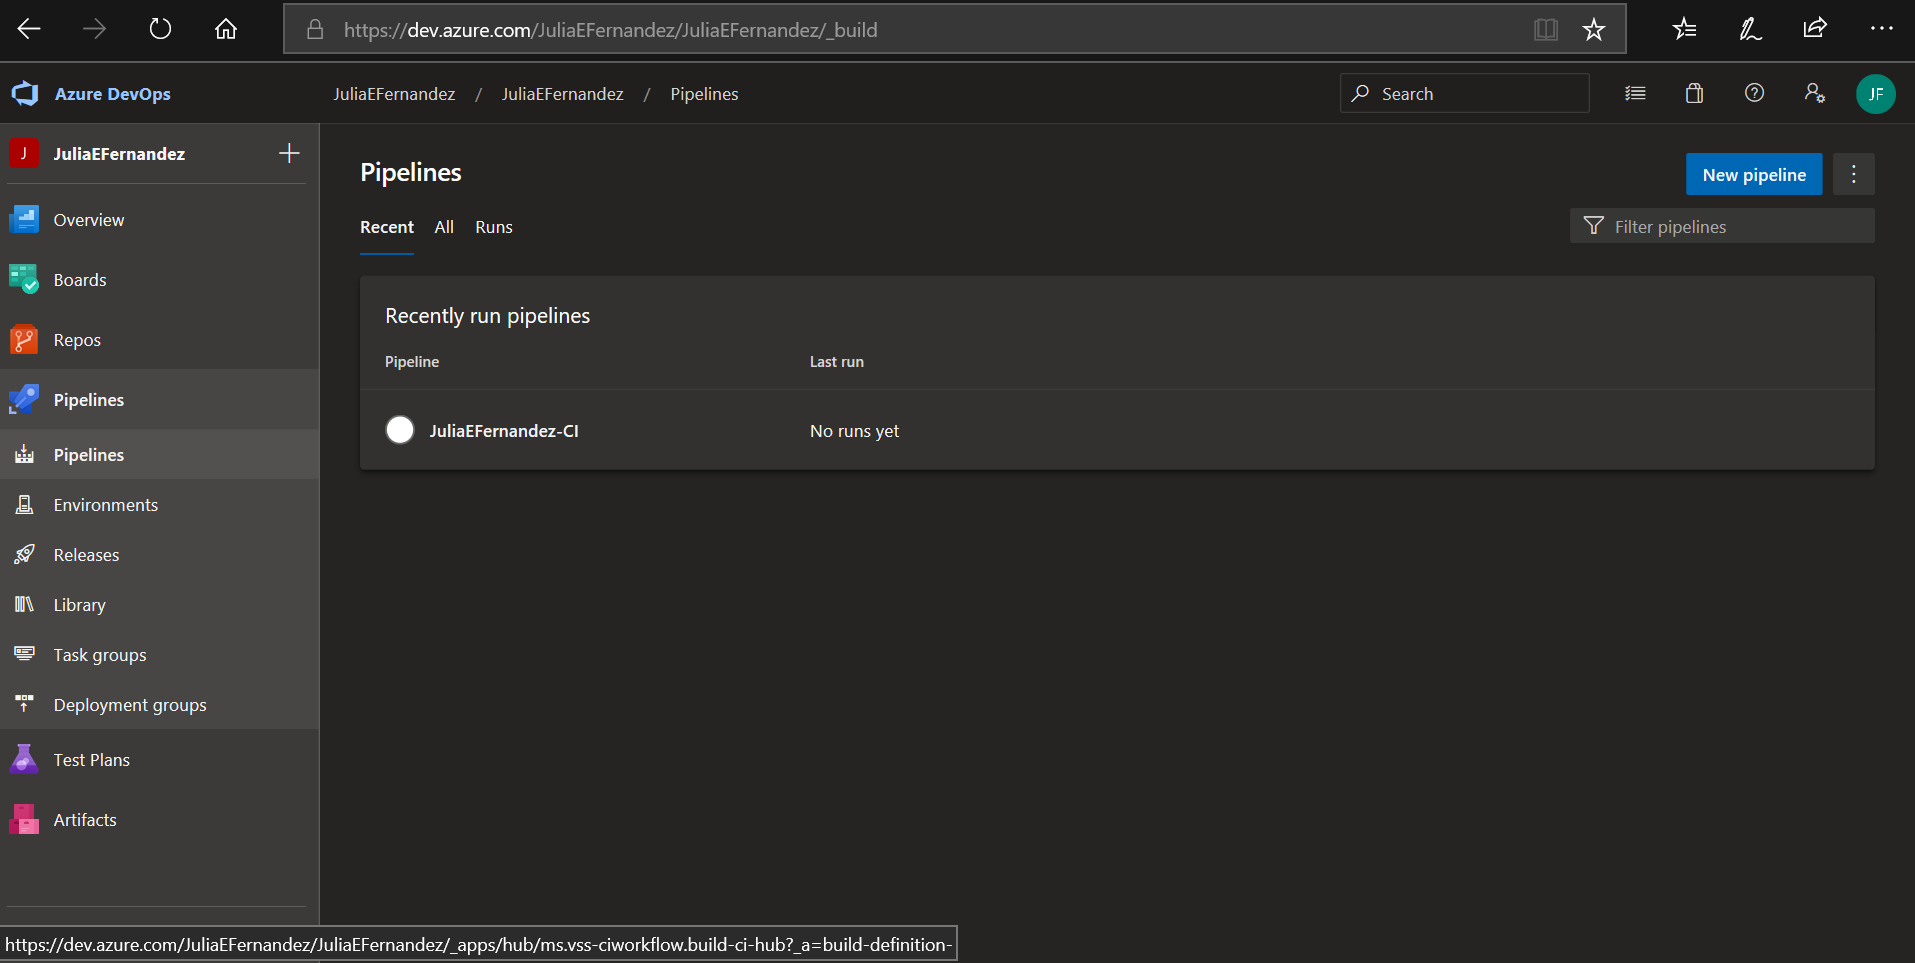 https://dev.azure.com/JuliaEFernandez/JuliaEFernandez/_build
Azure DevOps
JuliaEFernandez / JuliaEFernandez / Pipelines
Search
JF
J
JuliaEFernandez
Overview
Boards
Repos
Pipelines
Pipelines
Environments
Releases
Library
Task groups
Deployment groups
Test Plans
Artifacts
Pipelines
New pipeline
Recent All Runs
Filter pipelines
Recently run pipelines
Pipeline Last run
JuliaEFernandez-CI No runs yet
https://dev.azure.com/JuliaEFernandez/JuliaEFernandez/_apps/hub/ms.vss-ciworkflow.build-ci-hub?_a=build-definition-